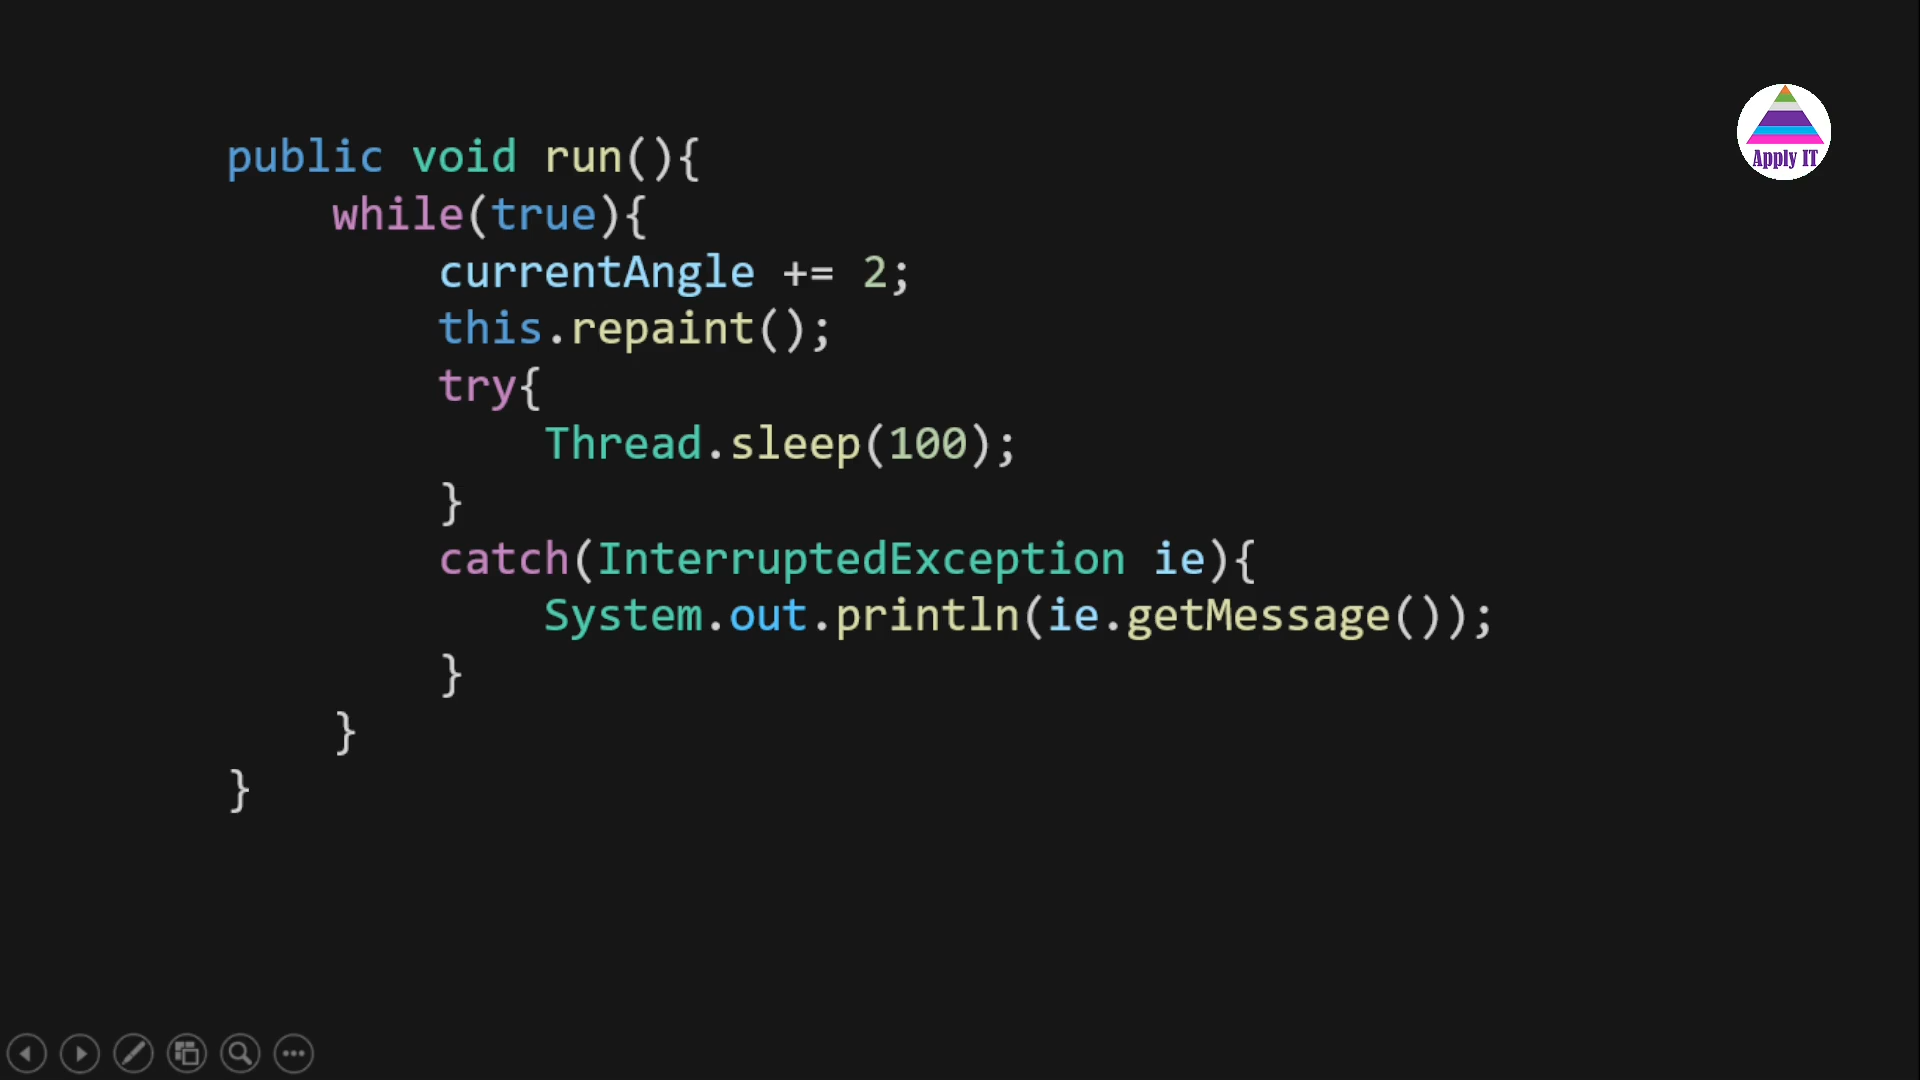 public void run(){
    while(true){
        currentAngle += 2;
        this.repaint();
        try{
            Thread.sleep(100);
        }
        catch(InterruptedException ie){
            System.out.println(ie.getMessage());
        }
    }
}
Apply IT